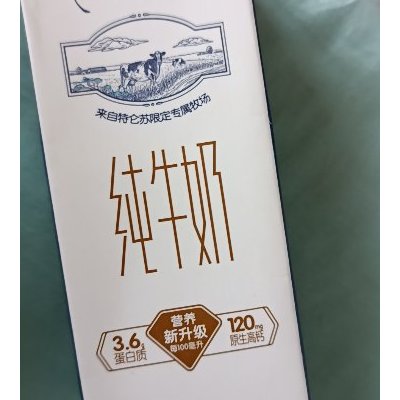 来自特仑苏限定专属牧场
纯牛奶
3.6g
蛋白质
营养
新升级
每100毫升
120mg
原生高钙